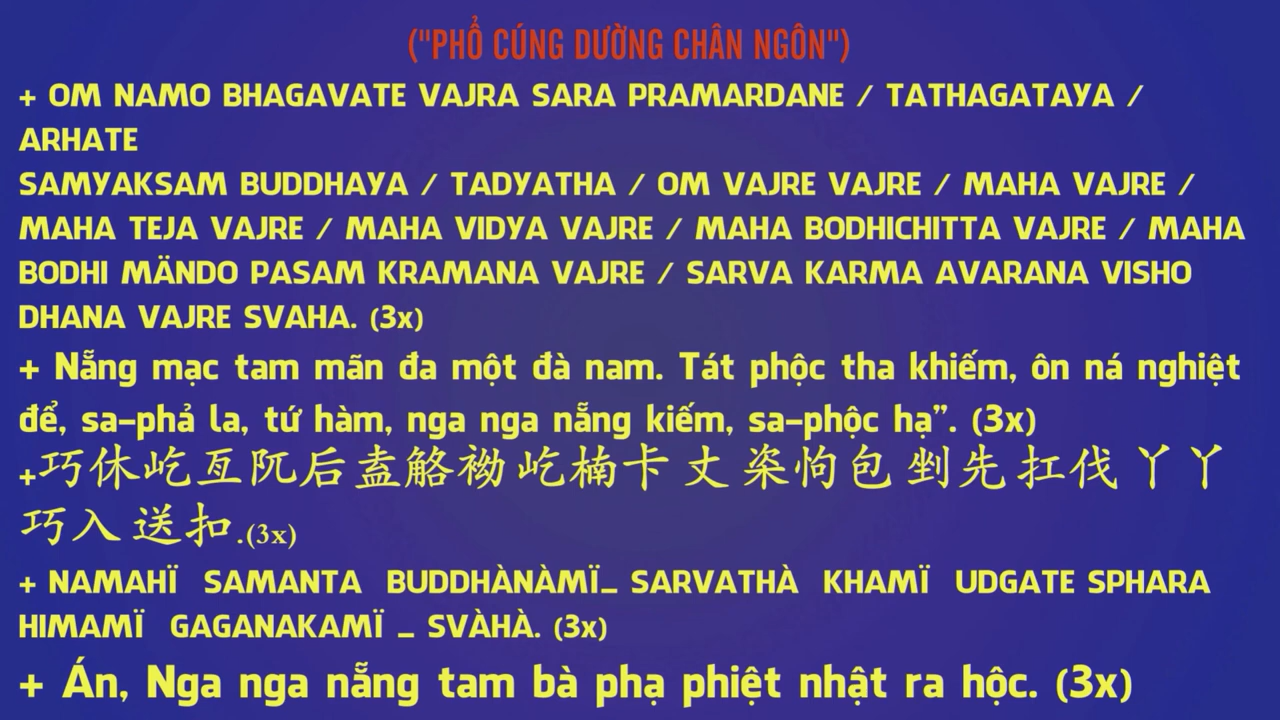 ("PHỔ CÚNG DƯỜNG CHÂN NGÔN")
+ OM NAMO BHAGAVATE VAJRA SARA PRAMARDANE / TATHAGATAYA /
ARHATE
SAMYAKSAM BUDDHAYA / TADYATHA / OM VAJRE VAJRE / MAHA VAJRE /
MAHA TEJA VAJRE / MAHA VIDYA VAJRE / MAHA BODHICHITTA VAJRE / MAHA
BODHI MÄNDO PASAM KRAMANA VAJRE / SARVA KARMA AVARANA VISHO
DHANA VAJRE SVAHA. (3x)
+ Nẵng mạc tam mãn đa một đà nam. Tát phộc tha khiếm, ôn ná nghiệt
để, sa-phả la, tứ hàm, nga nga nẵng kiếm, sa-phộc hạ”. (3x)
+巧休屹亙阢后盍觡袎屹楠卡丈柒怐包剉先扛伐丫丫
巧入送扣.(3x)
+ NAMAHÏ SAMANTA BUDDHÀNÀMÏ_ SARVATHÀ KHAMÏ UDGATE SPHARA
HIMAMÏ GAGANAKAMÏ _ SVÀHÀ. (3x)
+ Án, Nga nga nẵng tam bà phạ phiệt nhật ra hộc. (3x)